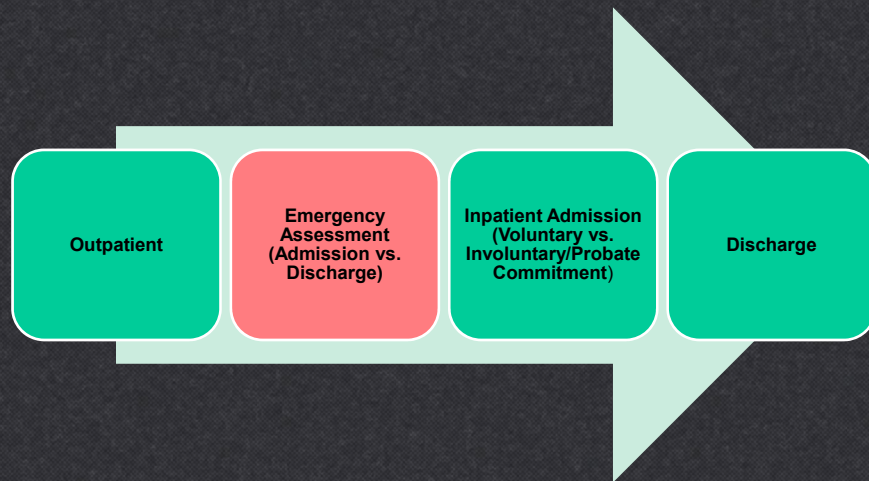 Outpatient
Emergency
Assessment
(Admission vs.
Discharge)
Inpatient Admission
(Voluntary vs.
Involuntary/Probate
Commitment)
Discharge